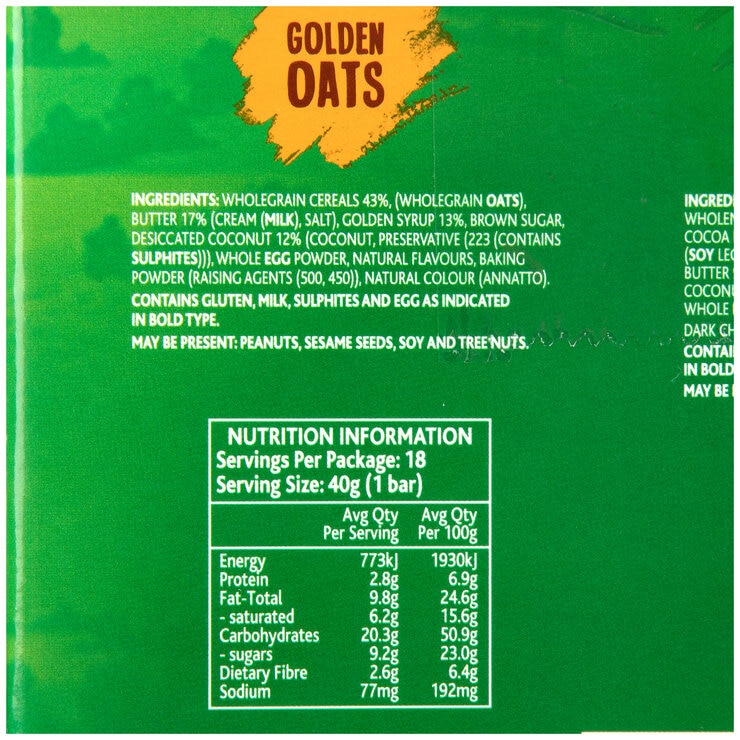 GOLDEN
OATS
INGREDIENTS: WHOLEGRAIN CEREALS 43%, (WHOLEGRAIN OATS),
BUTTER 17% (CREAM (MILK), SALT), GOLDEN SYRUP 13%, BROWN SUGAR,
DESICCATED COCONUT 12% (COCONUT, PRESERVATIVE (223 (CONTAINS
SULPHITES))), WHOLE EGG POWDER, NATURAL FLAVOURS, BAKING
POWDER (RAISING AGENTS (500, 450)), NATURAL COLOUR (ANNATTO).
CONTAINS GLUTEN, MILK, SULPHITES AND EGG AS INDICATED
IN BOLD TYPE.
MAY BE PRESENT: PEANUTS, SESAME SEEDS, SOY AND TREE NUTS.
NUTRITION INFORMATION
Servings Per Package: 18
Serving Size: 40g (1 bar)
Avg Qty Avg Qty
Per Serving Per 100g
Energy 773kJ 1930kJ
Protein 2.8g 6.9g
Fat-Total 9.8g 24.6g
- saturated 6.2g 15.6g
Carbohydrates 20.3g 50.9g
- sugars 9.2g 23.0g
Dietary Fibre 2.6g 6.4g
Sodium 77mg 192mg
INGRED
WHOLE
COCOA
(SOY LEC
BUTTER
COCON
WHOLE
DARK CH
CONTAI
IN BOLD
MAY BE